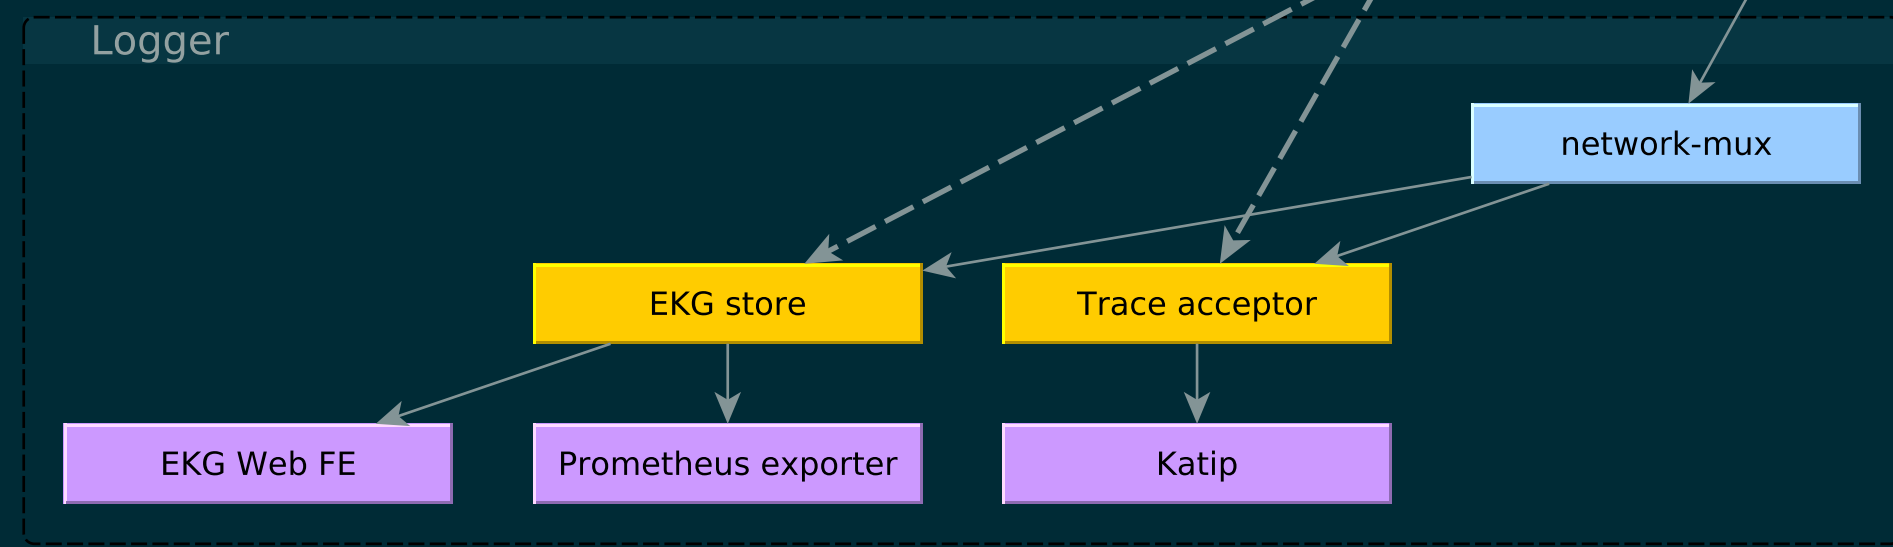 Logger
network-mux
EKG store
Trace acceptor
EKG Web FE
Prometheus exporter
Katip